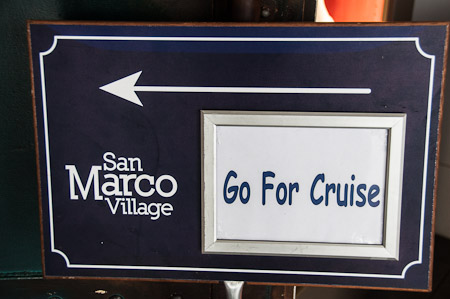 San
Marco
Village
Go For Cruise